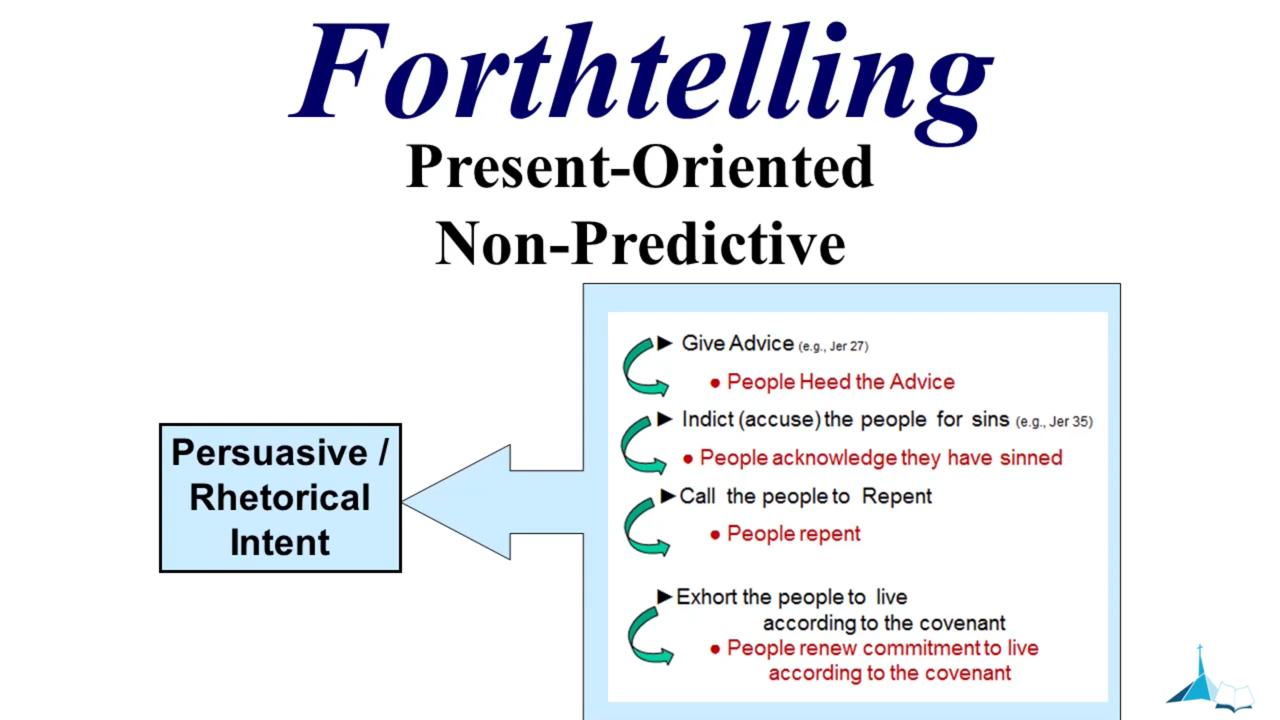 Forthtelling
Present-Oriented
Non-Predictive
Persuasive /
Rhetorical
Intent
► Give Advice (e.g., Jer 27)
● People Heed the Advice
► Indict (accuse) the people for sins (e.g., Jer 35)
● People acknowledge they have sinned
► Call the people to Repent
● People repent
► Exhort the people to live
according to the covenant
● People renew commitment to live
according to the covenant